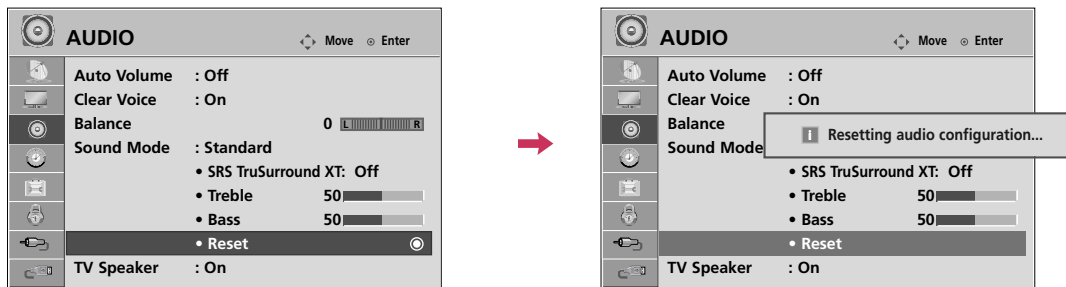 AUDIO
Move Enter
Auto Volume : Off
Clear Voice : On
Balance 0 L R
Sound Mode : Standard
• SRS TruSurround XT: Off
• Treble 50
• Bass 50
• Reset
TV Speaker : On
AUDIO
Move Enter
Auto Volume : Off
Clear Voice : On
Balance
i Resetting audio configuration...
Sound Mode
• SRS TruSurround XT: Off
• Treble 50
• Bass 50
• Reset
TV Speaker : On